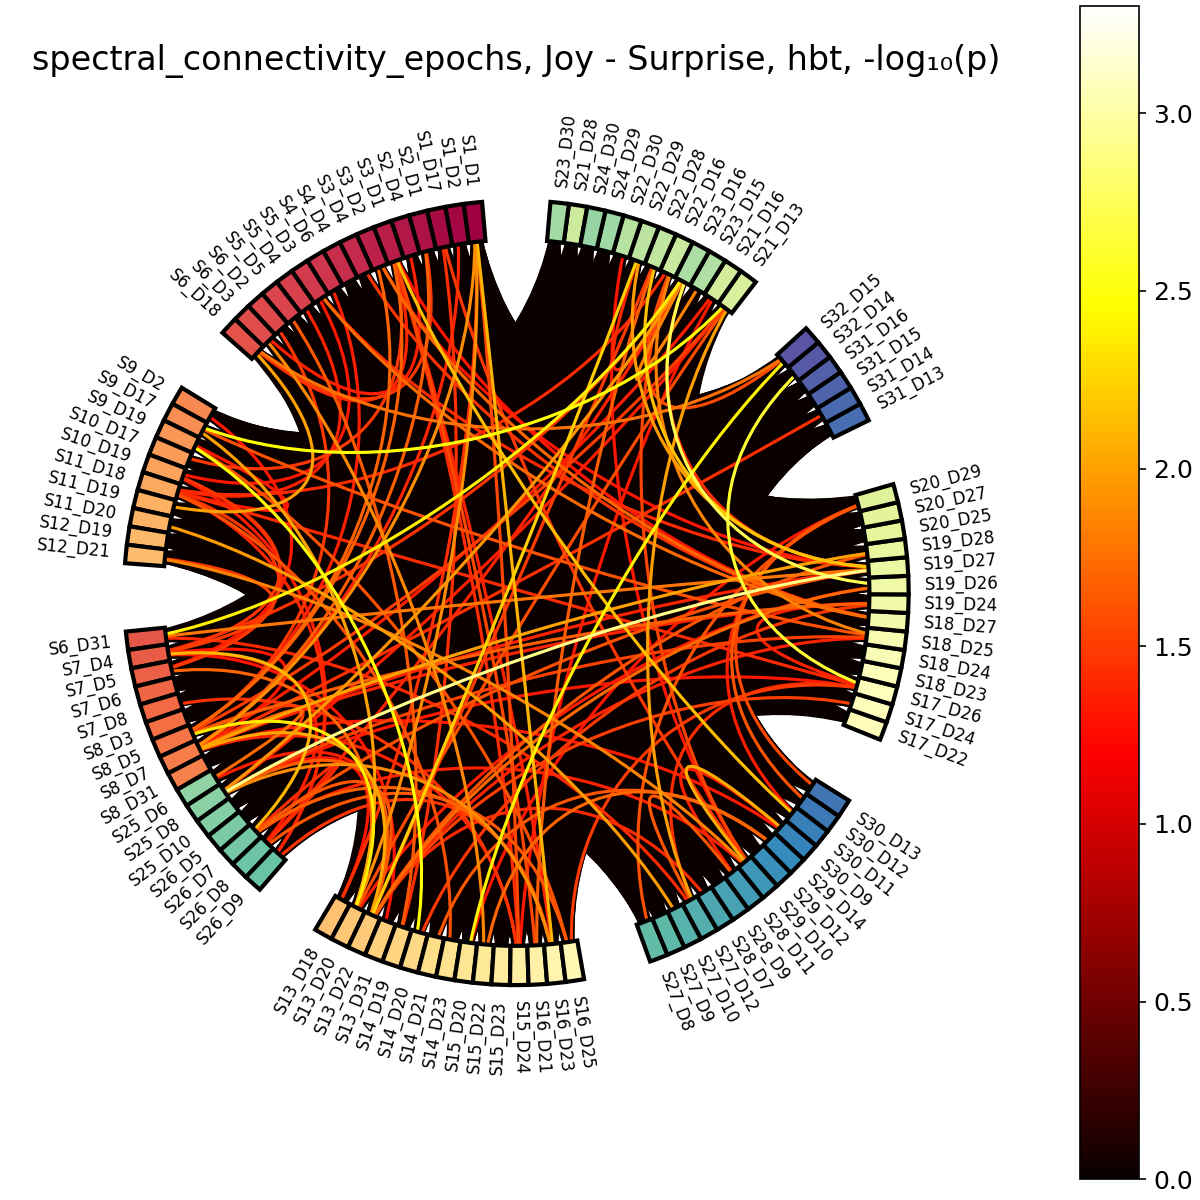 spectral_connectivity_epochs, Joy - Surprise, hbt, -log₁₀(p)
S1_D1
S1_D2
S1_D17
S2_D1
S2_D4
S3_D1
S3_D2
S3_D4
S4_D4
S4_D6
S5_D3
S5_D4
S5_D5
S6_D2
S6_D3
S6_D18
S9_D2
S9_D17
S9_D19
S10_D17
S10_D19
S11_D18
S11_D19
S11_D20
S12_D19
S12_D21
S6_D31
S7_D4
S7_D5
S7_D6
S7_D8
S8_D3
S8_D5
S8_D7
S8_D31
S25_D6
S25_D8
S25_D10
S26_D5
S26_D7
S26_D8
S26_D9
S13_D18
S13_D20
S13_D22
S13_D31
S14_D19
S14_D20
S14_D21
S14_D23
S15_D20
S15_D22
S15_D23
S15_D24
S16_D21
S16_D23
S16_D25
S27_D8
S27_D9
S27_D10
S27_D12
S28_D7
S28_D9
S28_D11
S29_D10
S29_D12
S29_D14
S30_D9
S30_D11
S30_D12
S30_D13
S17_D22
S17_D24
S17_D26
S18_D23
S18_D24
S18_D25
S18_D27
S19_D24
S19_D26
S19_D27
S19_D28
S20_D25
S20_D27
S20_D29
S31_D13
S31_D14
S31_D15
S31_D16
S32_D14
S32_D15
S21_D13
S21_D16
S23_D15
S23_D16
S22_D16
S22_D28
S22_D29
S22_D30
S24_D29
S24_D30
S21_D28
S23_D30
3.0
2.5
2.0
1.5
1.0
0.5
0.0